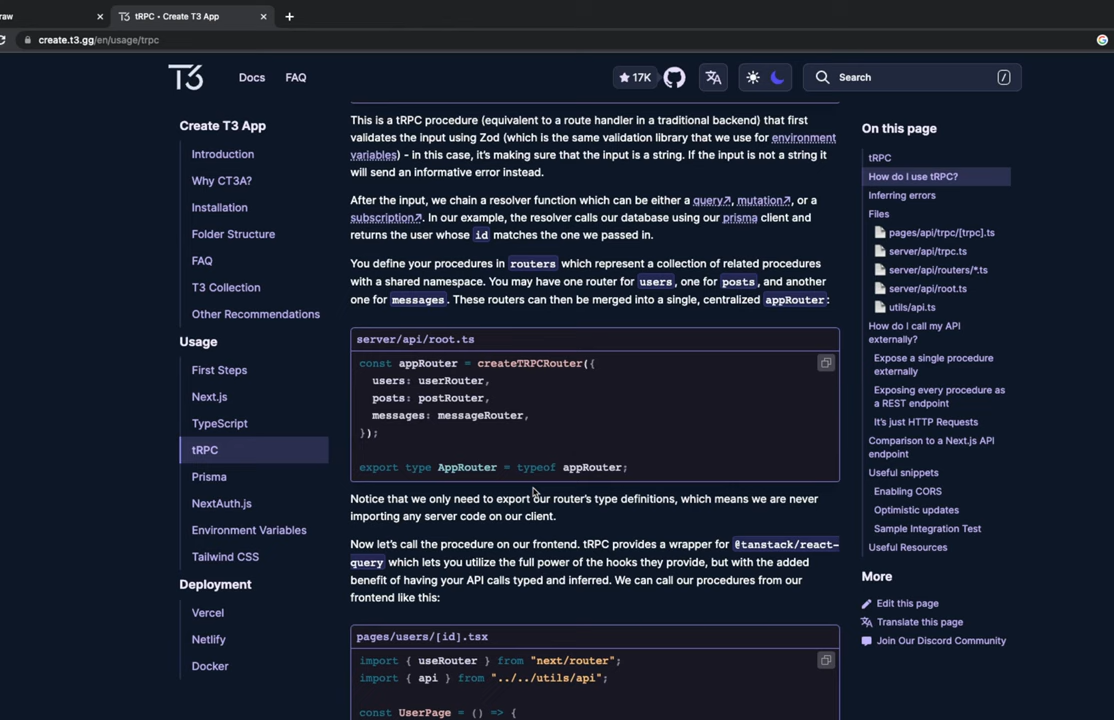 raw
tRPC • Create T3 App
create.t3.gg/en/usage/trpc
T3
Docs
FAQ
17K
Search
/
Create T3 App
Introduction
Why CT3A?
Installation
Folder Structure
FAQ
T3 Collection
Other Recommendations
Usage
First Steps
Next.js
TypeScript
tRPC
Prisma
NextAuth.js
Environment Variables
Tailwind CSS
Deployment
Vercel
Netlify
Docker
This is a tRPC procedure (equivalent to a route handler in a traditional backend) that first
validates the input using Zod (which is the same validation library that we use for environment
variables) - in this case, it's making sure that the input is a string. If the input is not a string it
will send an informative error instead.
After the input, we chain a resolver function which can be either a query↗, mutation↗, or a
subscription↗. In our example, the resolver calls our database using our prisma client and
returns the user whose id matches the one we passed in.
You define your procedures in routers which represent a collection of related procedures
with a shared namespace. You may have one router for users, one for posts, and another
one for messages. These routers can then be merged into a single, centralized appRouter:
server/api/root.ts
const appRouter = createTRPCRouter({
users: userRouter,
posts: postRouter,
messages: messageRouter,
});
export type AppRouter = typeof appRouter;
Notice that we only need to export our router's type definitions, which means we are never
importing any server code on our client.
Now let's call the procedure on our frontend. tRPC provides a wrapper for @tanstack/react-
query which lets you utilize the full power of the hooks they provide, but with the added
benefit of having your API calls typed and inferred. We can call our procedures from our
frontend like this:
pages/users/[id].tsx
import { useRouter } from "next/router";
import { api } from "../../utils/api";
const UserPage = () => {
On this page
tRPC
How do I use tRPC?
Inferring errors
Files
pages/api/trpc/[trpc].ts
server/api/trpc.ts
server/api/routers/*.ts
server/api/root.ts
utils/api.ts
How do I call my API
externally?
Expose a single procedure
externally
Exposing every procedure as
a REST endpoint
It's just HTTP Requests
Comparison to a Next.js API
endpoint
Useful snippets
Enabling CORS
Optimistic updates
Sample Integration Test
Useful Resources
More
Edit this page
Translate this page
Join Our Discord Community